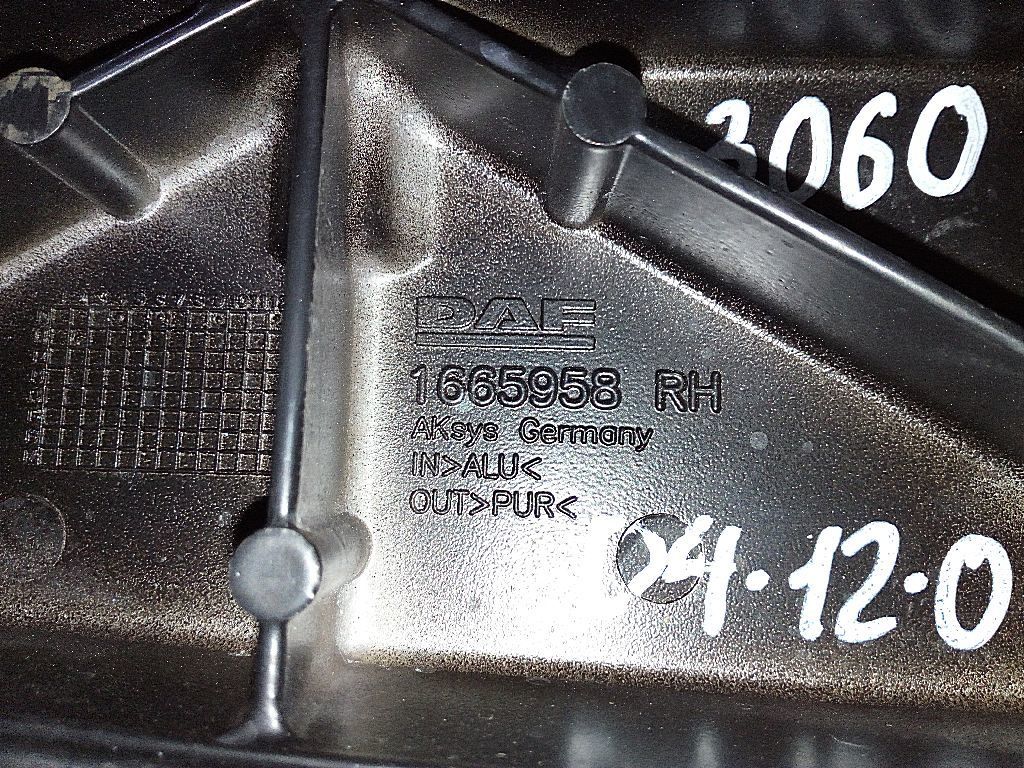 3060
DAF
1665958 RH
AKsys Germany
IN>ALU<
OUT>PUR<
04.12.0